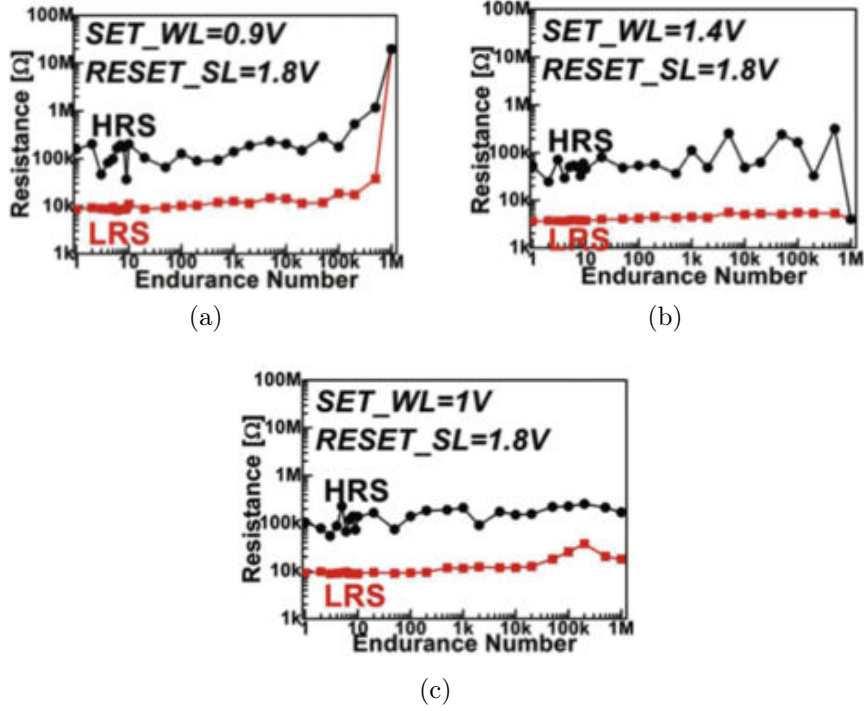 100M
SET_WL=0.9V
10M
RESET_SL=1.8V
1M
HRS
100k
10k
LRS
1k
1 10 100 1k 10k 100k 1M
Resistance [Ω]
Endurance Number
(a)
100M
SET_WL=1.4V
10M
RESET_SL=1.8V
1M
HRS
100k
10k
LRS
1k
1 10 100 1k 10k 100k 1M
Resistance [Ω]
Endurance Number
(b)
100M
SET_WL=1V
10M
RESET_SL=1.8V
1M
HRS
100k
10k
LRS
1k
1 10 100 1k 10k 100k 1M
Resistance [Ω]
Endurance Number
(c)